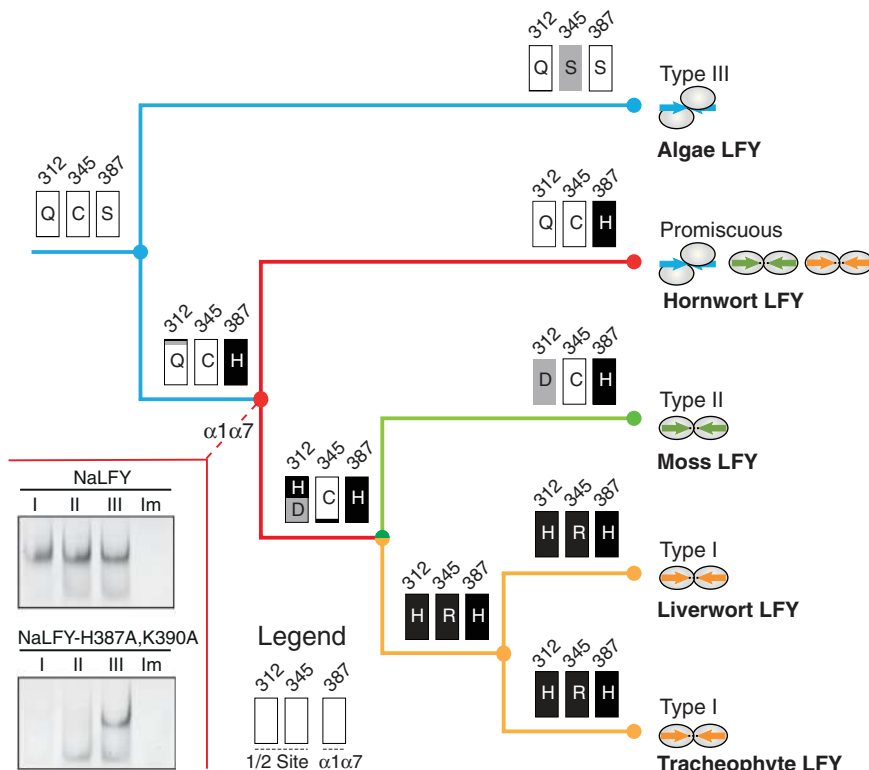 312 345 387
Q S S
Type III
Algae LFY
312 345 387
Q C S
312 345 387
Q C H
Promiscuous
Hornwort LFY
312 345 387
Q C H
α1α7
312 345 387
D C H
Type II
Moss LFY
312 345 387
H
D C H
NaLFY
I II III Im
312 345 387
H R H
Type I
Liverwort LFY
312 345 387
H R H
NaLFY-H387A,K390A
I II III Im
Legend
312 345 387
1/2 Site α1α7
312 345 387
H R H
Type I
Tracheophyte LFY